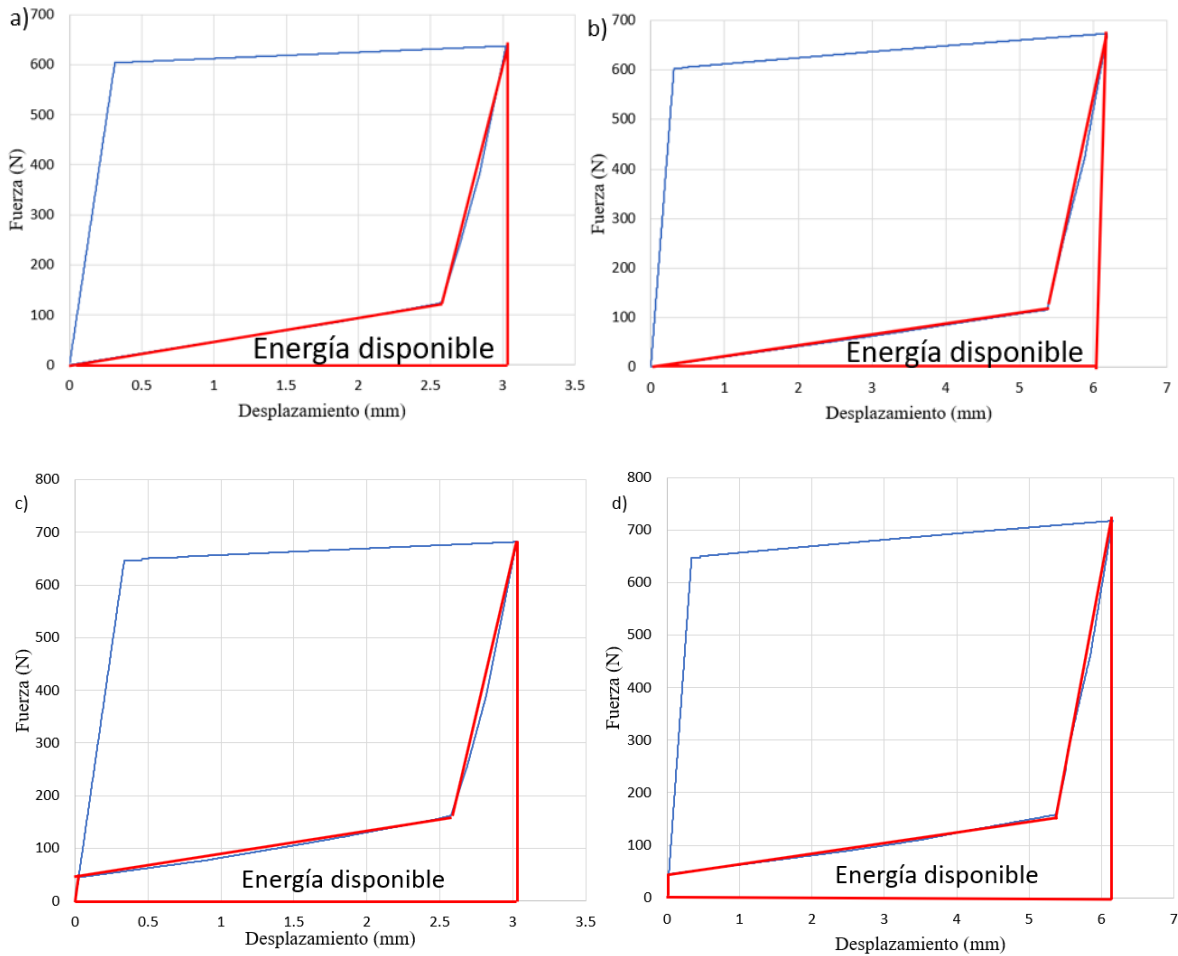 a)
700
600
500
400
300
200
100
0
Fuerza (N)
Energía disponible
0 0.5 1 1.5 2 2.5 3 3.5
Desplazamiento (mm)
b)
700
600
500
400
300
200
100
0
Fuerza (N)
Energía disponible
0 1 2 3 4 5 6 7
Desplazamiento (mm)
c)
800
700
600
500
400
300
200
100
0
Fuerza (N)
Energía disponible
0 0.5 1 1.5 2 2.5 3 3.5
Desplazamiento (mm)
d)
800
700
600
500
400
300
200
100
0
Fuerza (N)
Energía disponible
0 1 2 3 4 5 6 7
Desplazamiento (mm)